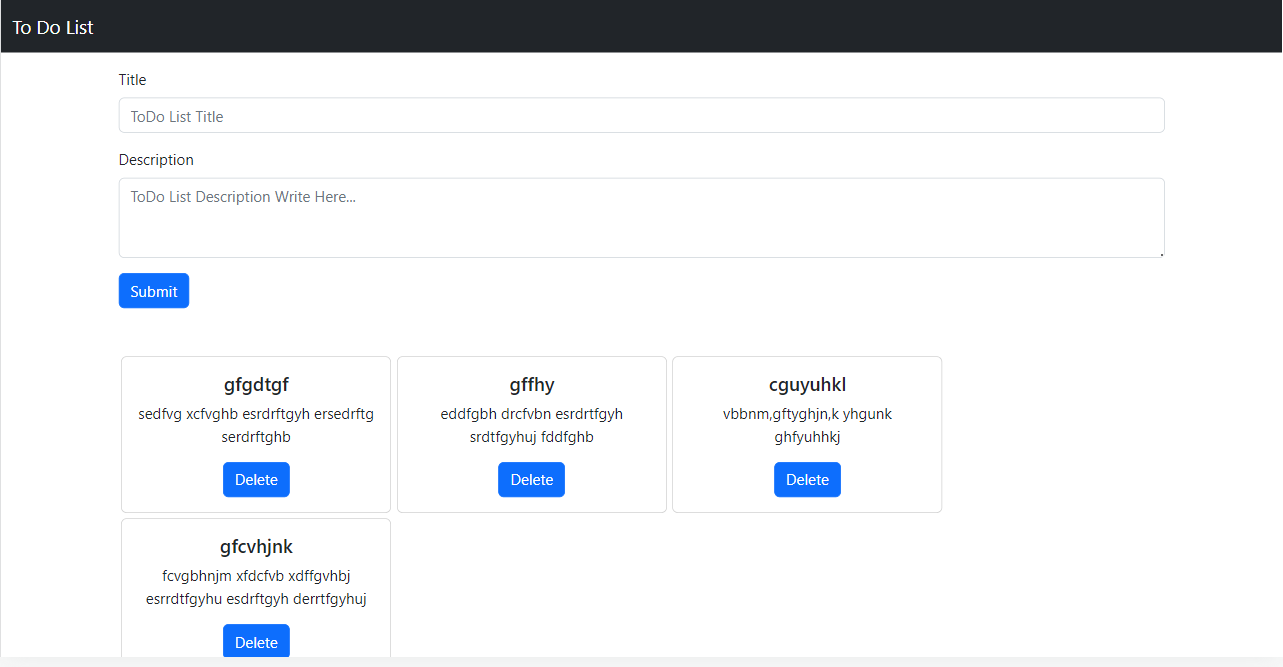 To Do List
Title
ToDo List Title
Description
ToDo List Description Write Here...
Submit
gfgdtgf
sedfvg xcfvghb esrdrftgyh ersedrftg
serdrftghb
Delete
gffhy
eddfgbh drcfvbn esrdrtfgyh
srdtfgyhuj fddfghb
Delete
cguyuhkl
vbbnm,gftyghjn,k yhgunk
ghfyuhhkj
Delete
gfcvhjnk
fcvgbhnjm xfdcfvb xdffgvhbj
esrrdtfgyhu esdrftgyh derrtfgyhuj
Delete